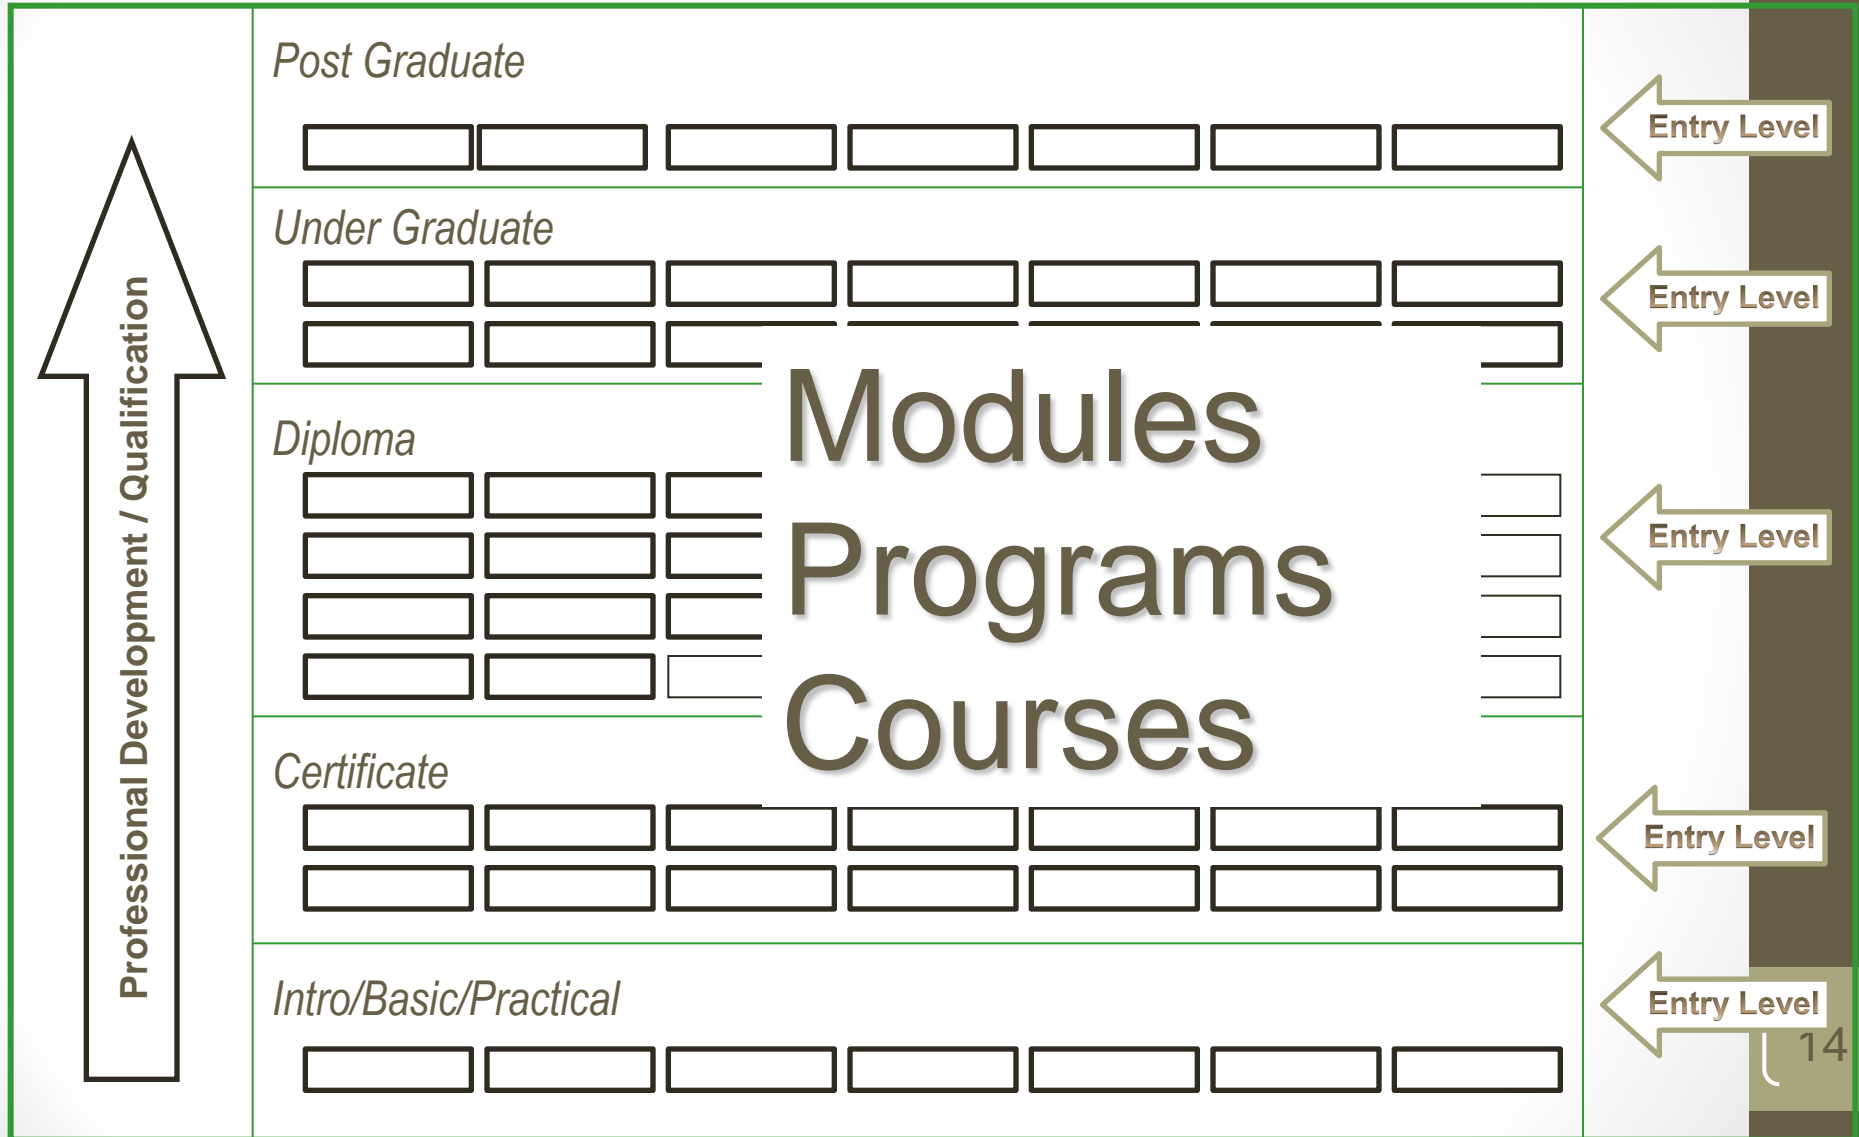 Post Graduate
Entry Level
Under Graduate
Entry Level
Professional Development / Qualification
Modules
Diploma
Programs
Entry Level
Courses
Certificate
Entry Level
Intro/Basic/Practical
Entry Level
14